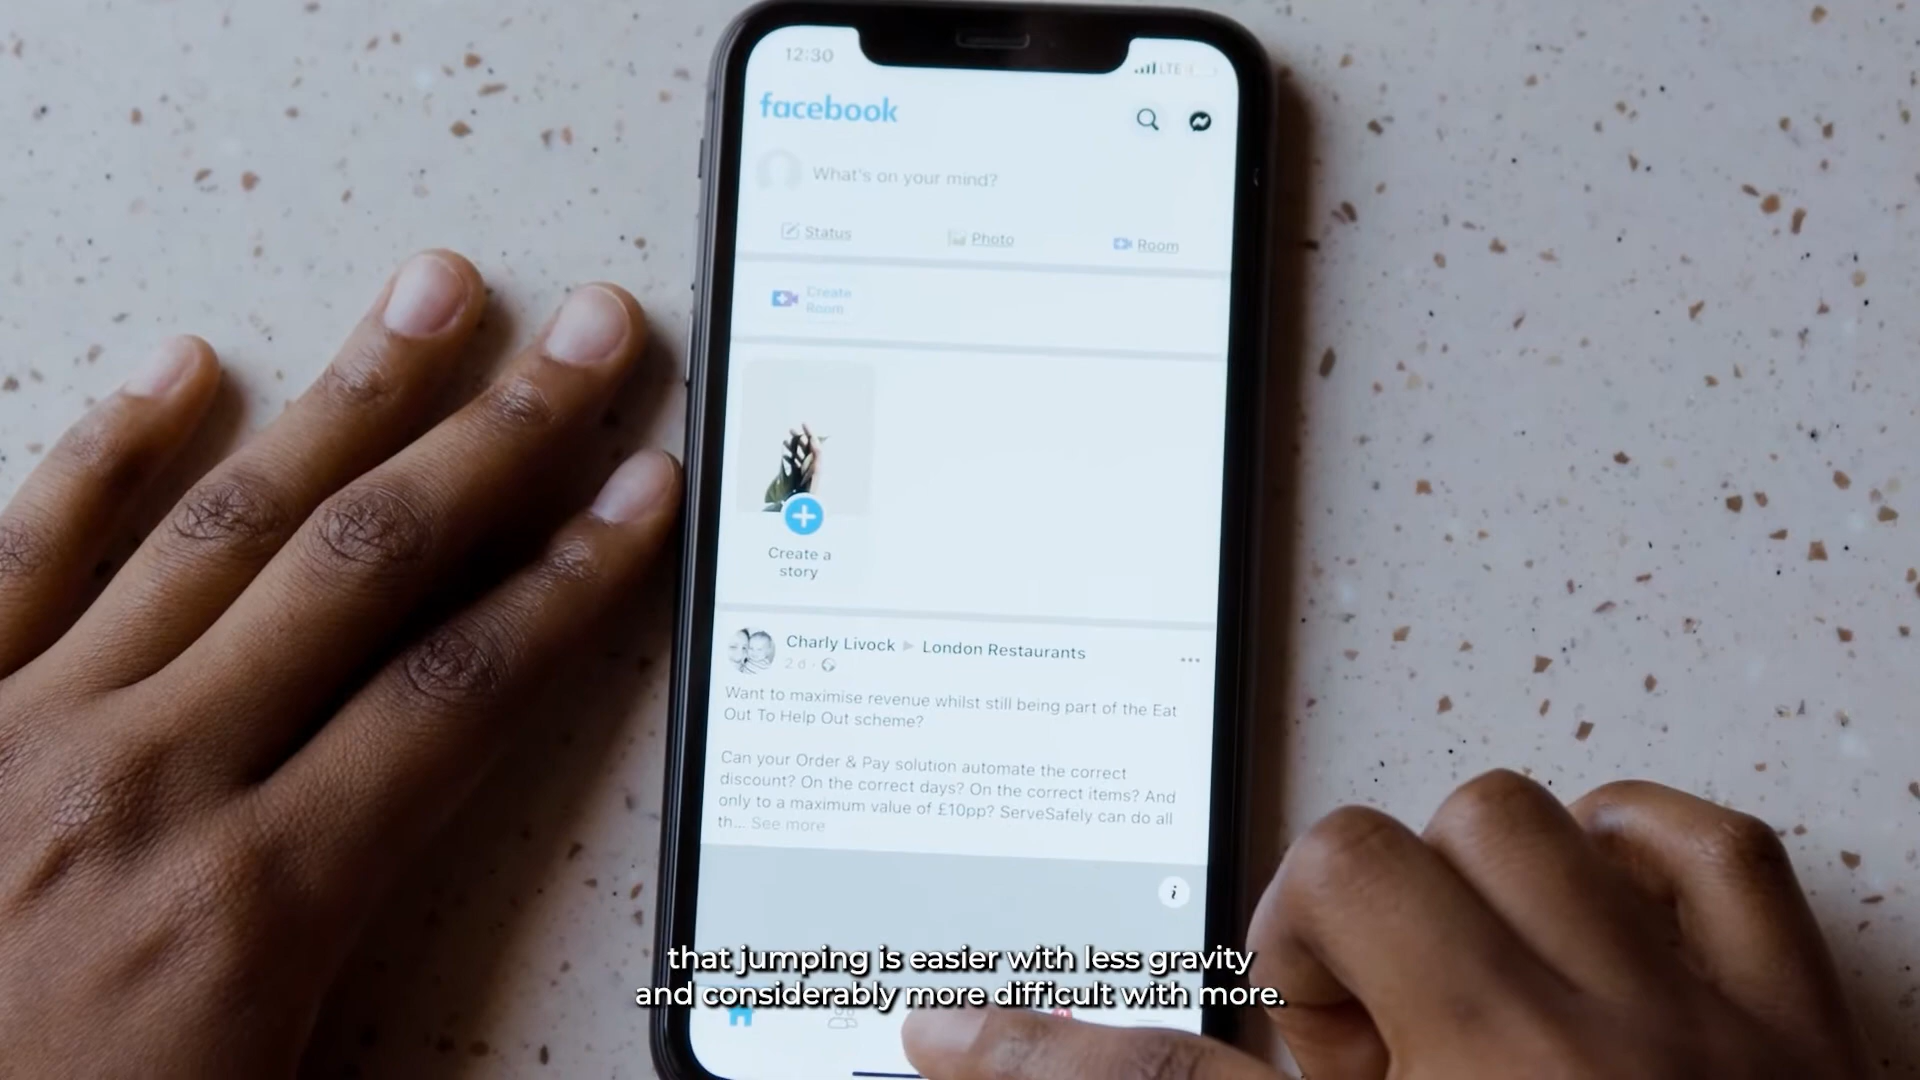 12:30
LTE
facebook
What's on your mind?
Status
Photo
Room
Create
Room
Create a
story
Charly Livock ▶ London Restaurants
2 d ·
Want to maximise revenue whilst still being part of the Eat
Out To Help Out scheme?
Can your Order & Pay solution automate the correct
discount? On the correct days? On the correct items? And
only to a maximum value of £10pp? ServeSafely can do all
th... See more
i
that jumping is easier with less gravity
and considerably more difficult with more.